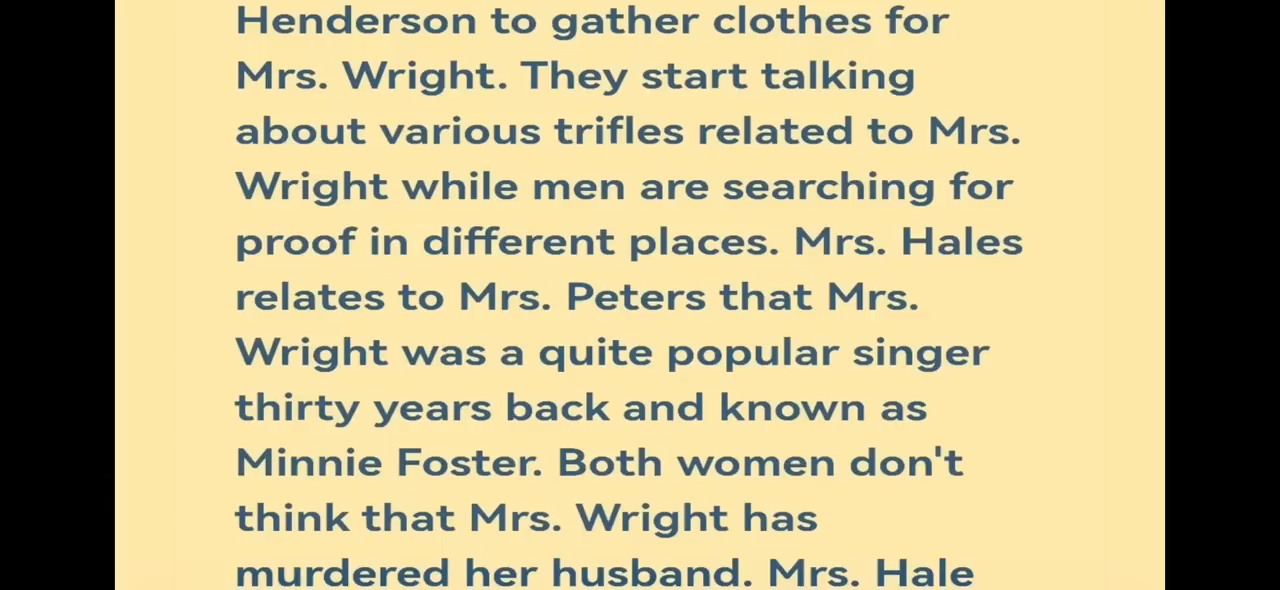 Henderson to gather clothes for
Mrs. Wright. They start talking
about various trifles related to Mrs.
Wright while men are searching for
proof in different places. Mrs. Hales
relates to Mrs. Peters that Mrs.
Wright was a quite popular singer
thirty years back and known as
Minnie Foster. Both women don't
think that Mrs. Wright has
murdered her husband. Mrs. Hale